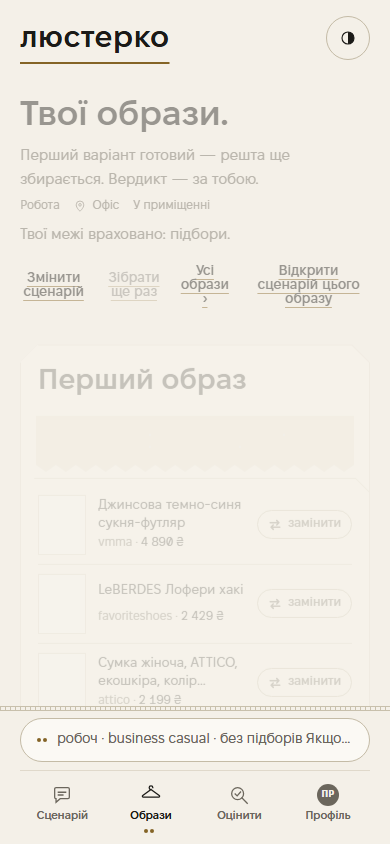 люстерко
Твої образи.
Перший варіант готовий — решта ще
збирається. Вердикт — за тобою.
Робота Офіс У приміщенні
Твої межі враховано: підбори.
Змінити
сценарій
Зібрати
ще раз
Усі
образи
›
Відкрити
сценарій цього
образу
Перший образ
Джинсова темно-синя
сукня-футляр
vmma · 4 890 ₴
замінити
LeBERDES Лофери хакі
favoriteshoes · 2 429 ₴
замінити
Сумка жіноча, ATTICO,
екошкіра, колір...
attico · 2 199 ₴
замінити
робоч · business casual · без підборів Якщо...
Сценарій
Образи
Оцінити
ПР
Профіль